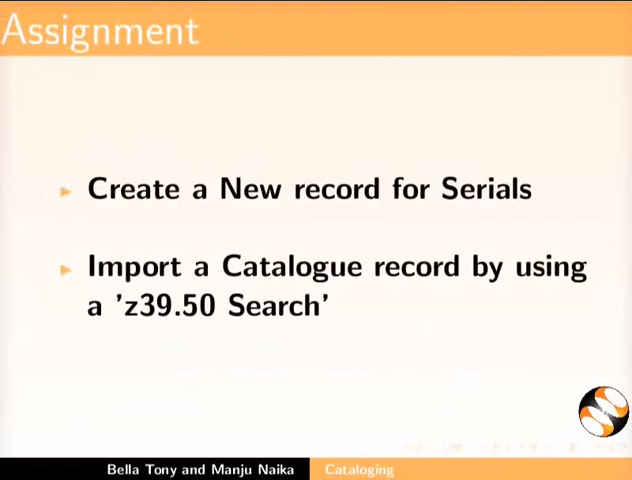 Assignment
Create a New record for Serials
Import a Catalogue record by using
a 'z39.50 Search'
Bella Tony and Manju Naika
Cataloging